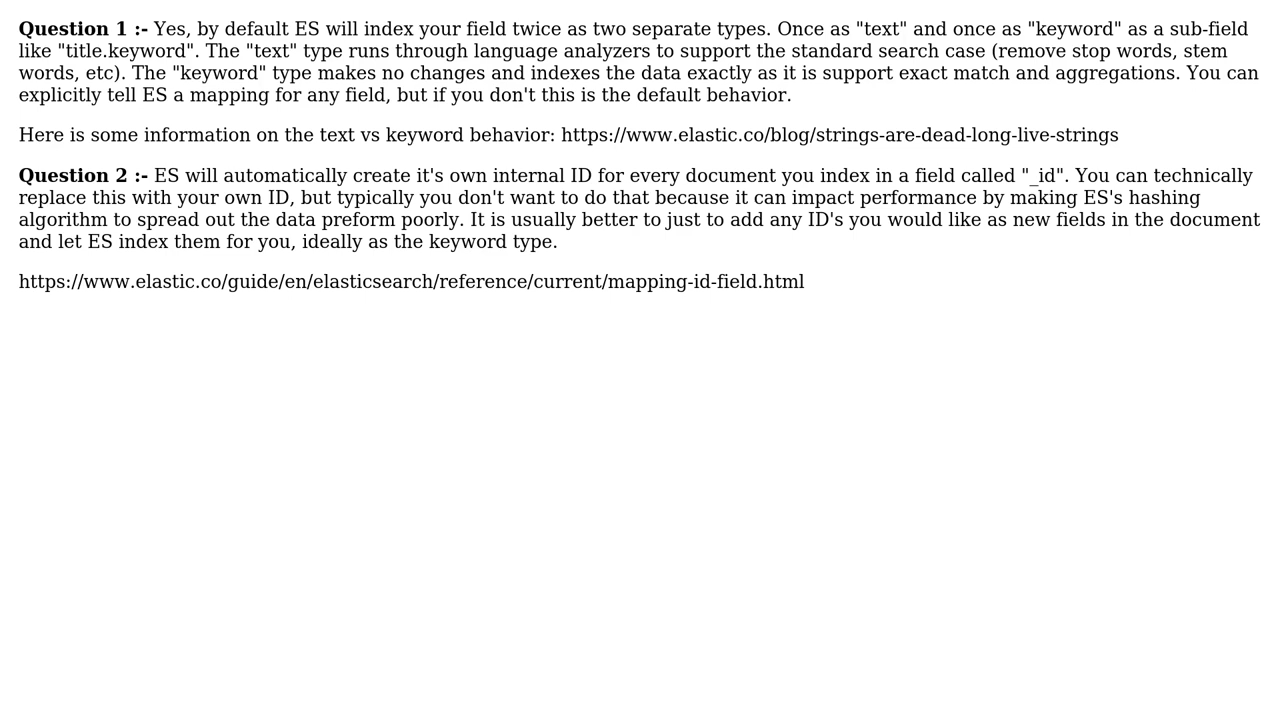 Question 1 :- Yes, by default ES will index your field twice as two separate types. Once as "text" and once as "keyword" as a sub-field
like "title.keyword". The "text" type runs through language analyzers to support the standard search case (remove stop words, stem
words, etc). The "keyword" type makes no changes and indexes the data exactly as it is support exact match and aggregations. You can
explicitly tell ES a mapping for any field, but if you don't this is the default behavior.
Here is some information on the text vs keyword behavior: https://www.elastic.co/blog/strings-are-dead-long-live-strings
Question 2 :- ES will automatically create it's own internal ID for every document you index in a field called "_id". You can technically
replace this with your own ID, but typically you don't want to do that because it can impact performance by making ES's hashing
algorithm to spread out the data preform poorly. It is usually better to just to add any ID's you would like as new fields in the document
and let ES index them for you, ideally as the keyword type.
https://www.elastic.co/guide/en/elasticsearch/reference/current/mapping-id-field.html